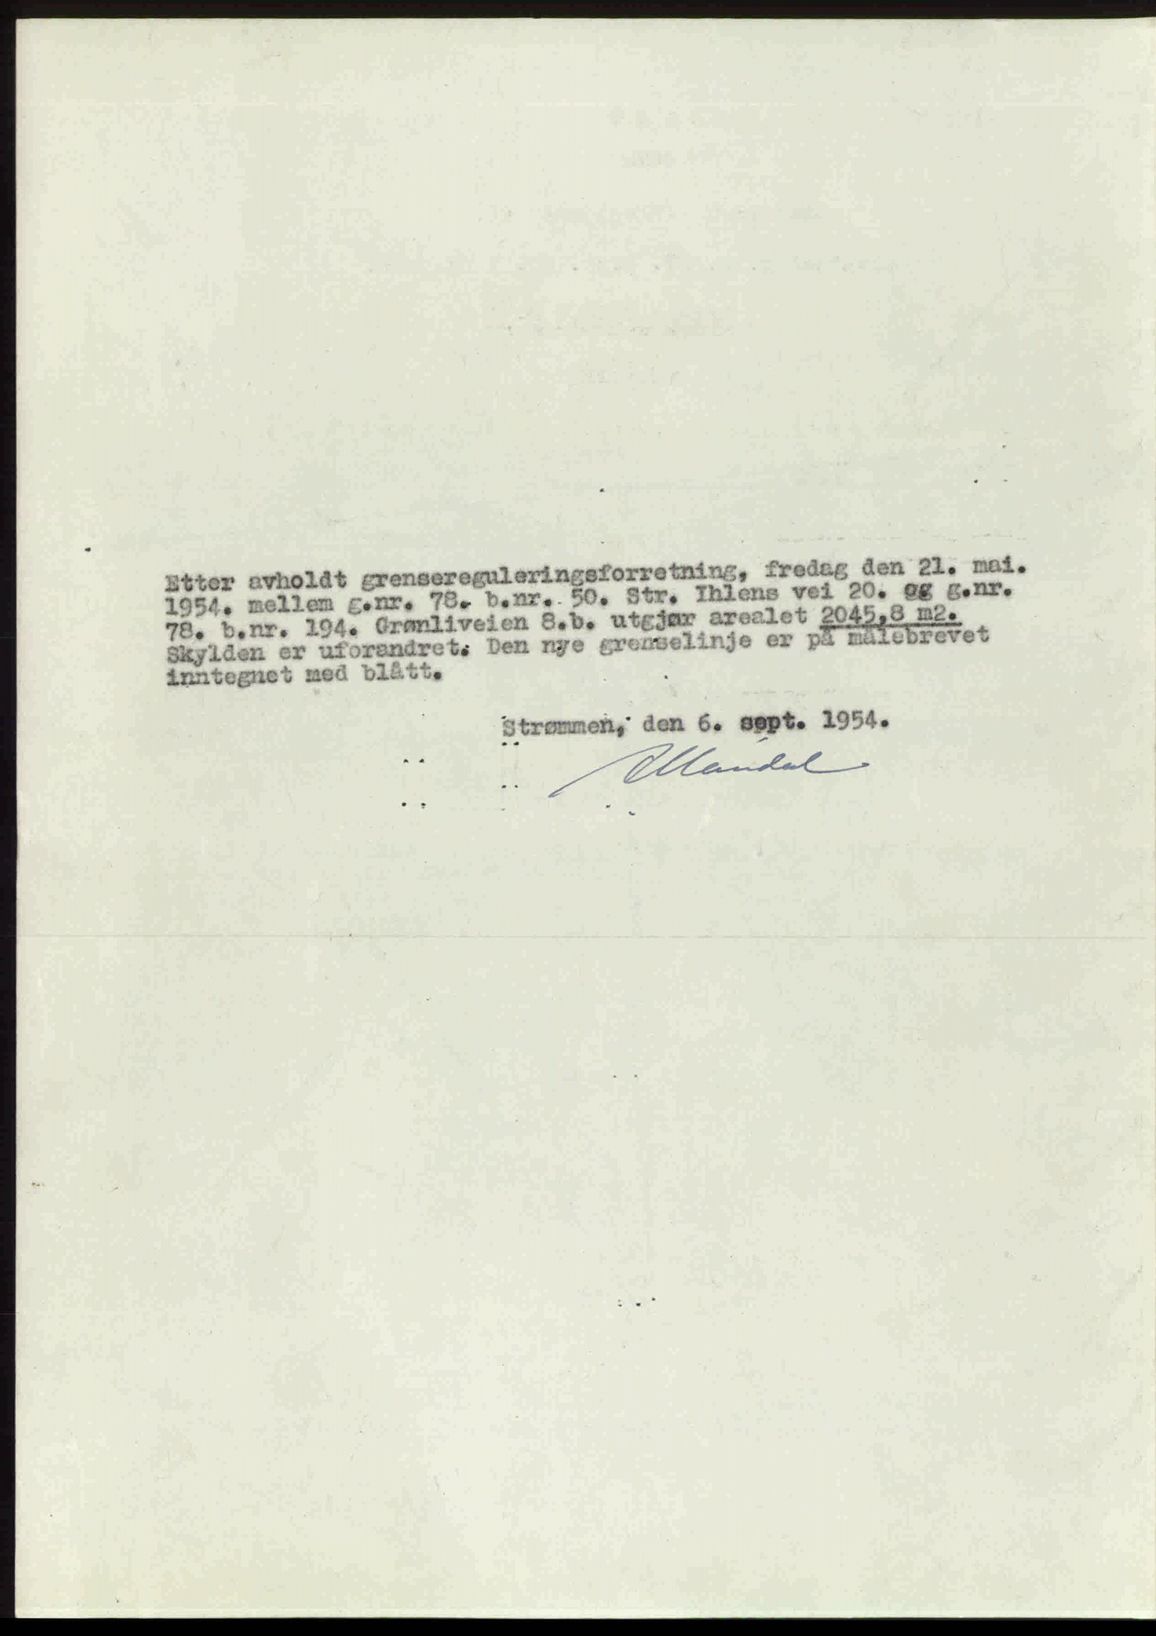 Etter avholdt grensereguleringsforretning, fredag den 21. mai.
1954. mellem g.nr. 78. b.nr. 50. Str. Ihlens vei 20. og g.nr.
78. b.nr. 194. Grønliveien 8.b. utgjør arealet 2045,8 m2.
Skylden er uforandret. Den nye grenselinje er på målebrevet
inntegnet med blått.
Strømmen, den 6. sept. 1954.